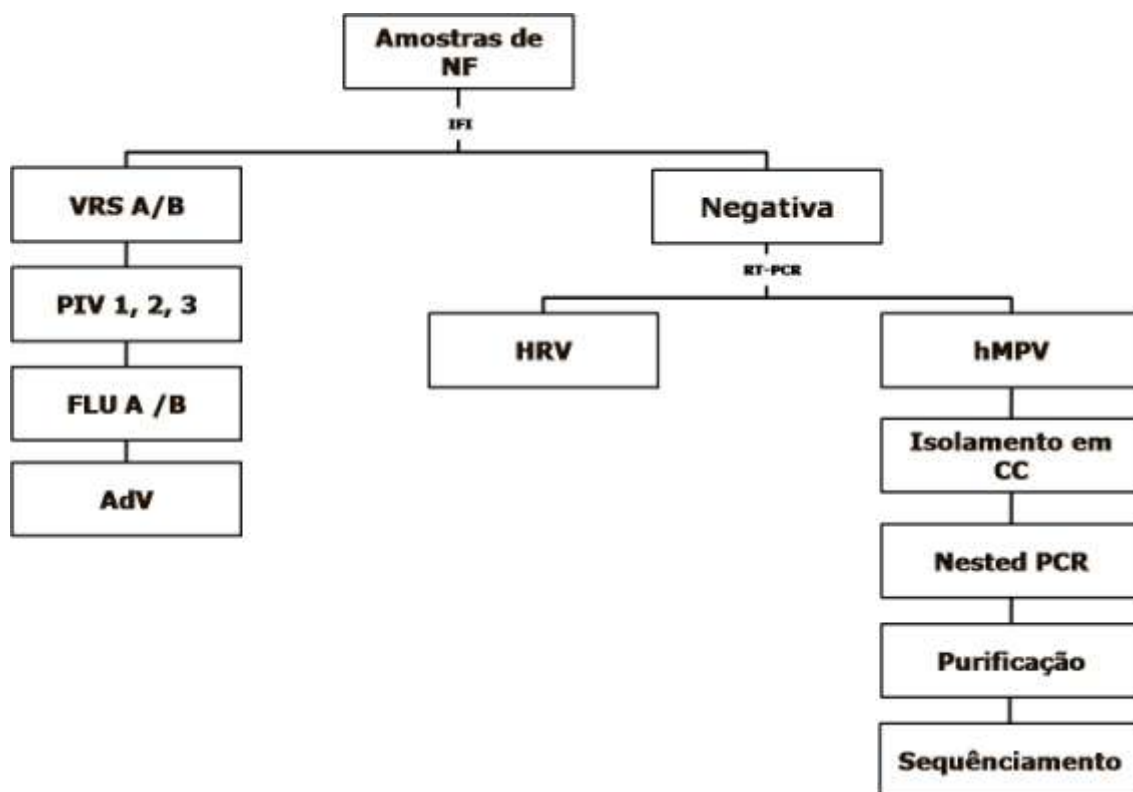 Amostras de
NF
IFI
VRS A/B
Negativa
PIV 1, 2, 3
RT-PCR
HRV
hMPV
FLU A /B
Isolamento em
CC
AdV
Nested PCR
Purificação
Sequênciamento